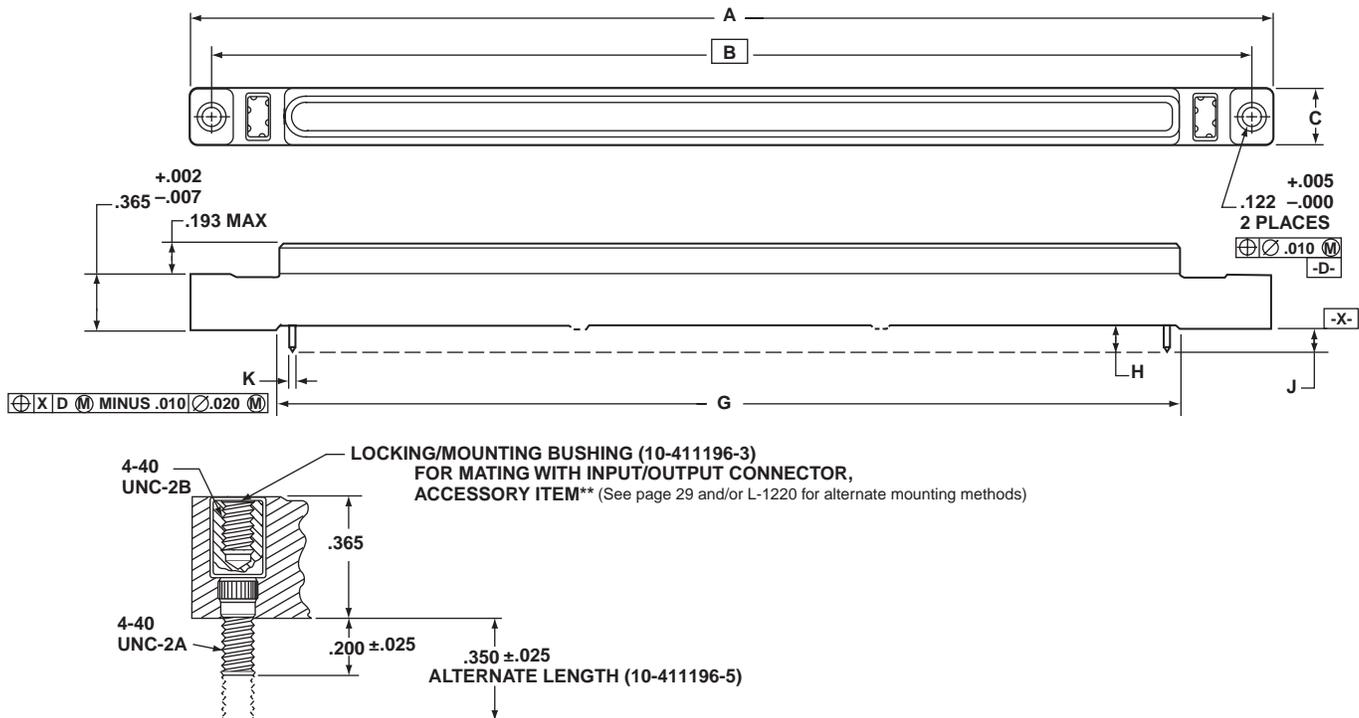 A
B
C
+.002
.365 –.007
.193 MAX
+.005
.122 –.000
2 PLACES
⌖ ⌀ .010 Ⓜ
-D-
-X-
K
H
J
⌖ X D Ⓜ MINUS .010 ⌀.020 Ⓜ
G
LOCKING/MOUNTING BUSHING (10-411196-3)
FOR MATING WITH INPUT/OUTPUT CONNECTOR,
ACCESSORY ITEM** (See page 29 and/or L-1220 for alternate mounting methods)
4-40
UNC-2B
.365
4-40
UNC-2A
.200 ±.025
.350 ±.025
ALTERNATE LENGTH (10-411196-5)